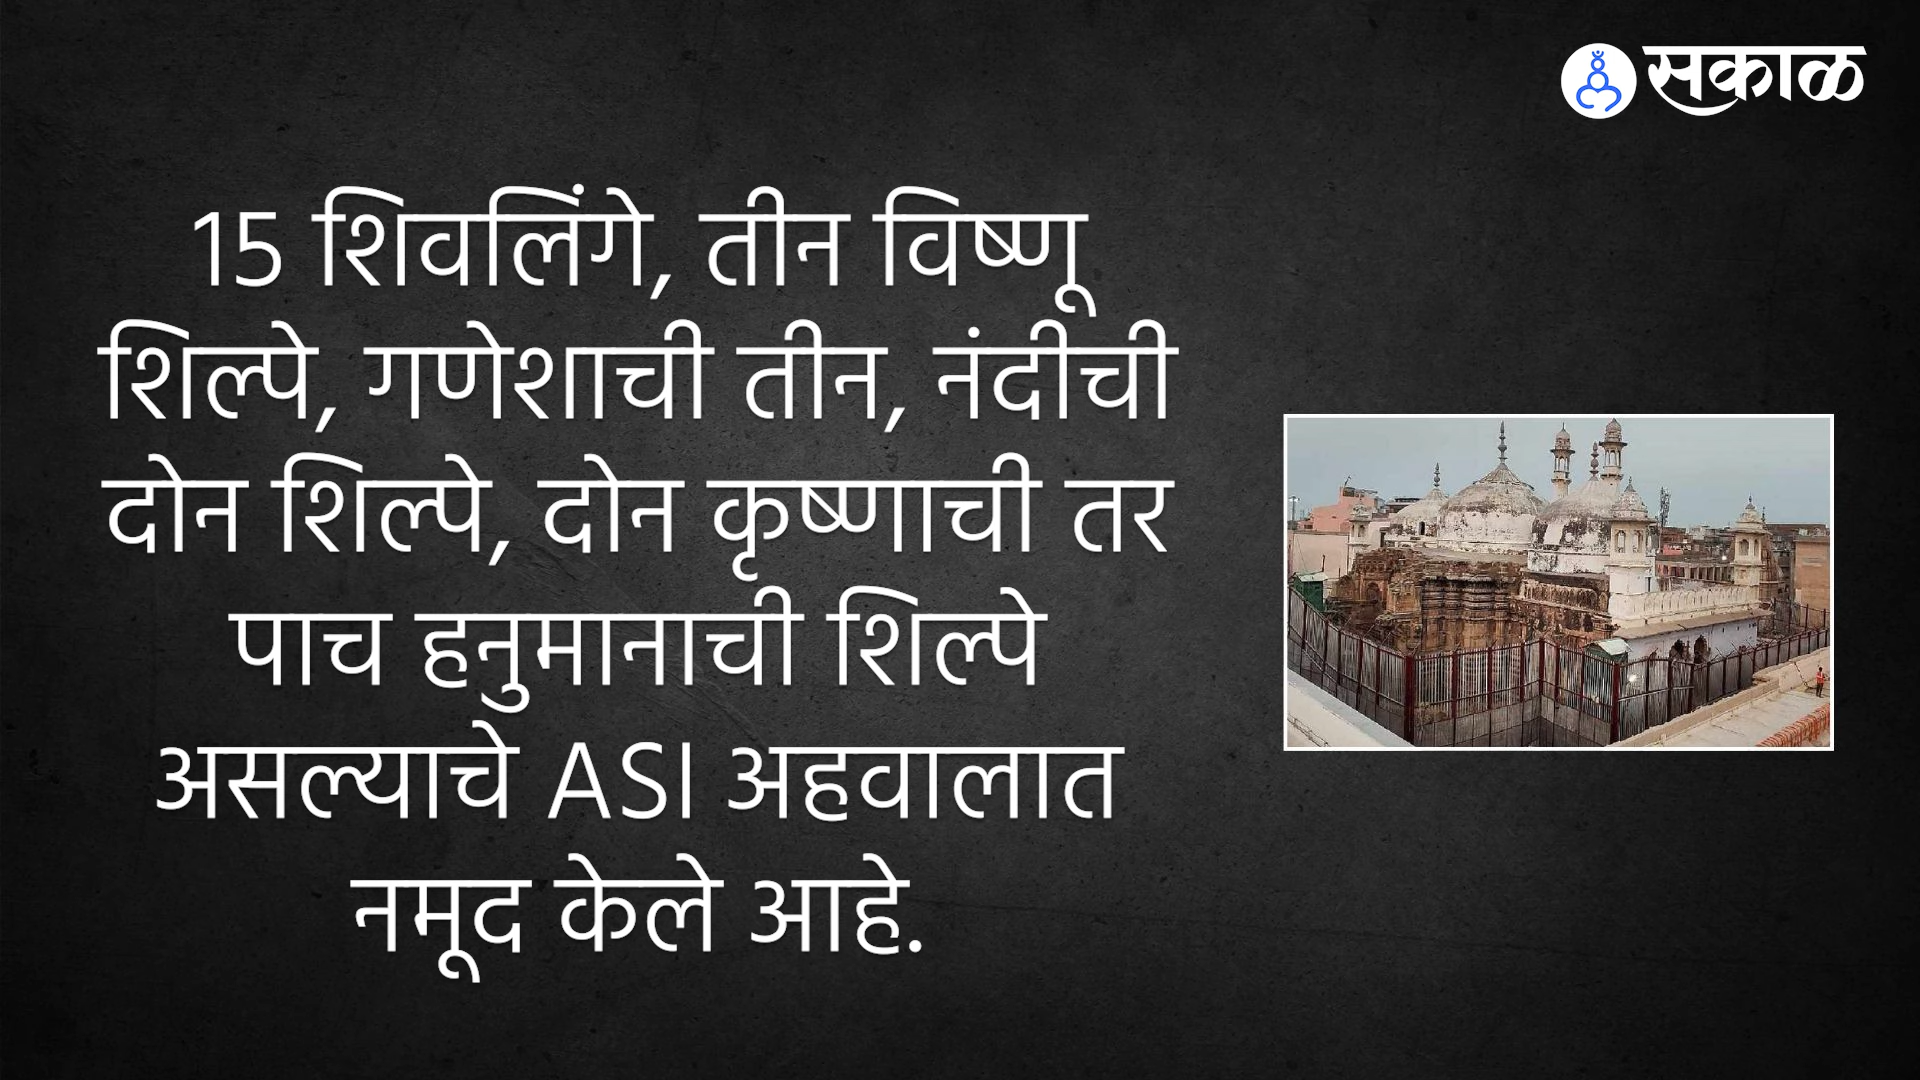 सकाळ
15 शिवलिंगे, तीन विष्णू
शिल्पे, गणेशाची तीन, नंदीची
दोन शिल्पे, दोन कृष्णाची तर
पाच हनुमानाची शिल्पे
असल्याचे ASI अहवालात
नमूद केले आहे.